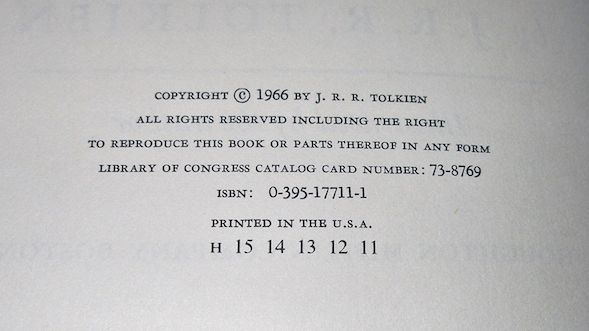 COPYRIGHT © 1966 BY J. R. R. TOLKIEN
ALL RIGHTS RESERVED INCLUDING THE RIGHT
TO REPRODUCE THIS BOOK OR PARTS THEREOF IN ANY FORM
LIBRARY OF CONGRESS CATALOG CARD NUMBER: 73-8769
ISBN: 0-395-17711-1
PRINTED IN THE U.S.A.
H 15 14 13 12 11